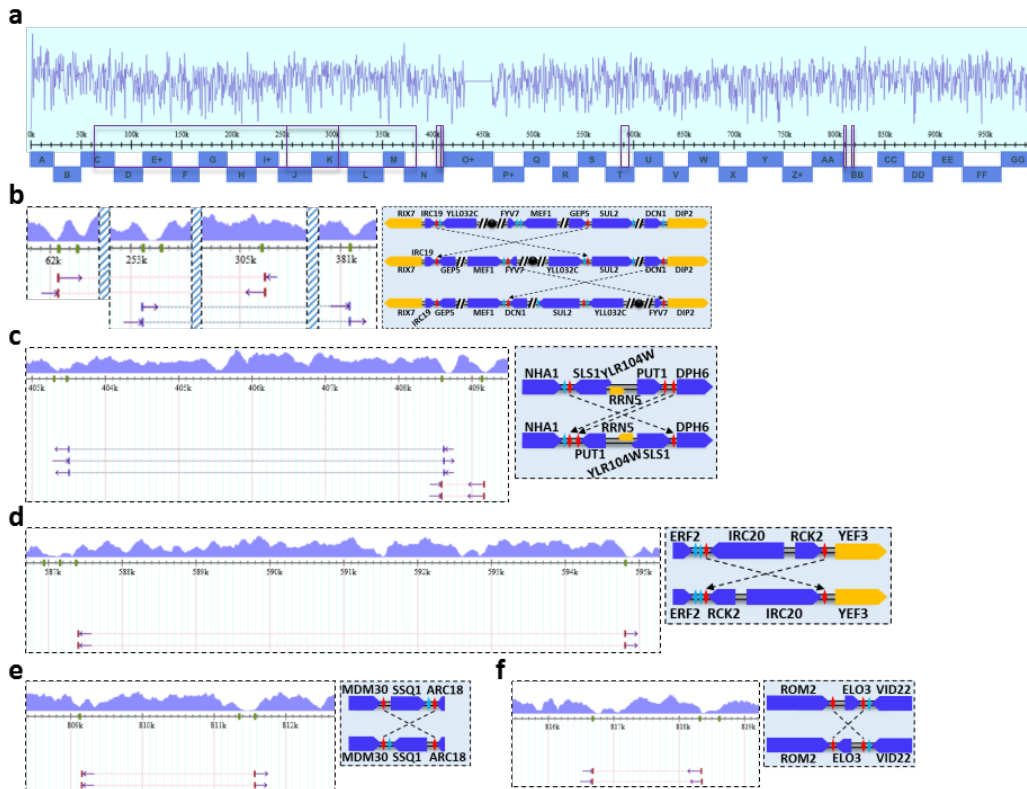 a
0k 50k 100k 150k 200k 250k 300k 350k 400k 450k 500k 550k 600k 650k 700k 750k 800k 850k 900k 950k
A C E+ G I+ K M O+ Q S U W Y AA CC EE GG
B D F H J L N P+ R T V X Z+ BB DD FF
b
62k 253k 305k 381k
RIX7 IRC19 YLL032C FYV7 MEF1 GEP5 SUL2 DCN1 DIP2
IRC19
RIX7 GEP5 MEF1 FYV7 YLL032C SUL2 DCN1 DIP2
RIX7 IRC19 GEP5 MEF1 DCN1 SUL2 YLL032C FYV7 DIP2
c
405k 404k 406k 407k 408k 409k
NHA1 SLS1 YLR104W PUT1 DPH6
RRN5
NHA1 RRN5 DPH6
PUT1 YLR104W SLS1
d
587k 588k 589k 590k 591k 592k 593k 594k 595k
ERF2 IRC20 RCK2 YEF3
ERF2 RCK2 IRC20 YEF3
e
809k 810k 811k 812k
MDM30 SSQ1 ARC18
MDM30 SSQ1 ARC18
f
816k 817k 818k 819k
ROM2 ELO3 VID22
ROM2 ELO3 VID22